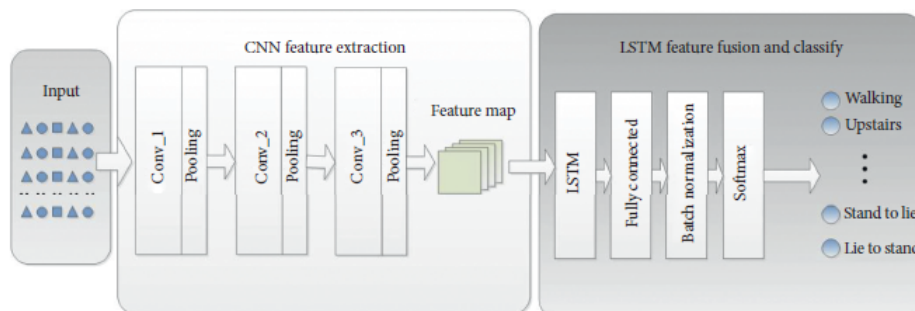 CNN feature extraction
LSTM feature fusion and classify
Input
Conv_1
Pooling
Conv_2
Pooling
Conv_3
Pooling
Feature map
LSTM
Fully connected
Batch normalization
Softmax
Walking
Upstairs
Stand to lie
Lie to stand